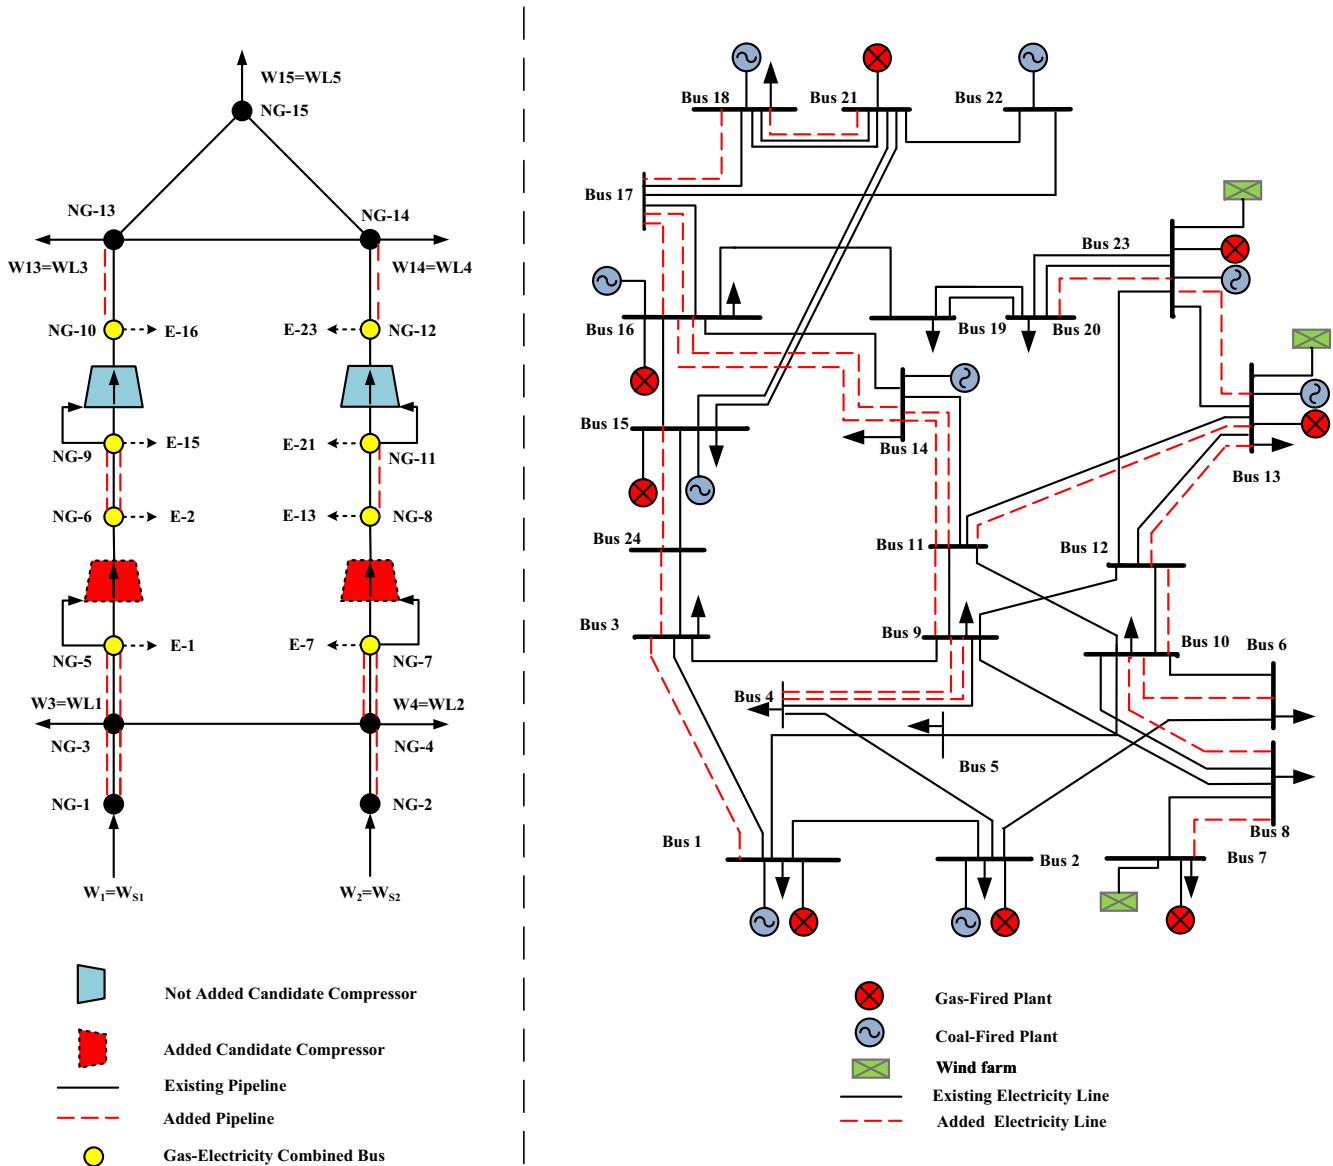 W15=WL5
NG-15
NG-13
NG-14
W13=WL3
W14=WL4
NG-10
E-16
E-23
NG-12
E-15
NG-9
E-21
NG-11
NG-6
E-2
E-13
NG-8
E-1
NG-5
E-7
NG-7
W3=WL1
W4=WL2
NG-3
NG-4
NG-1
NG-2
W1=WS1
W2=WS2
Not Added Candidate Compressor
Added Candidate Compressor
Existing Pipeline
Added Pipeline
Gas-Electricity Combined Bus
Bus 18
Bus 21
Bus 22
Bus 17
Bus 23
Bus 16
Bus 19
Bus 20
Bus 15
Bus 14
Bus 13
Bus 24
Bus 11
Bus 12
Bus 3
Bus 9
Bus 10
Bus 6
Bus 4
Bus 5
Bus 8
Bus 1
Bus 2
Bus 7
Gas-Fired Plant
Coal-Fired Plant
Wind farm
Existing Electricity Line
Added Electricity Line